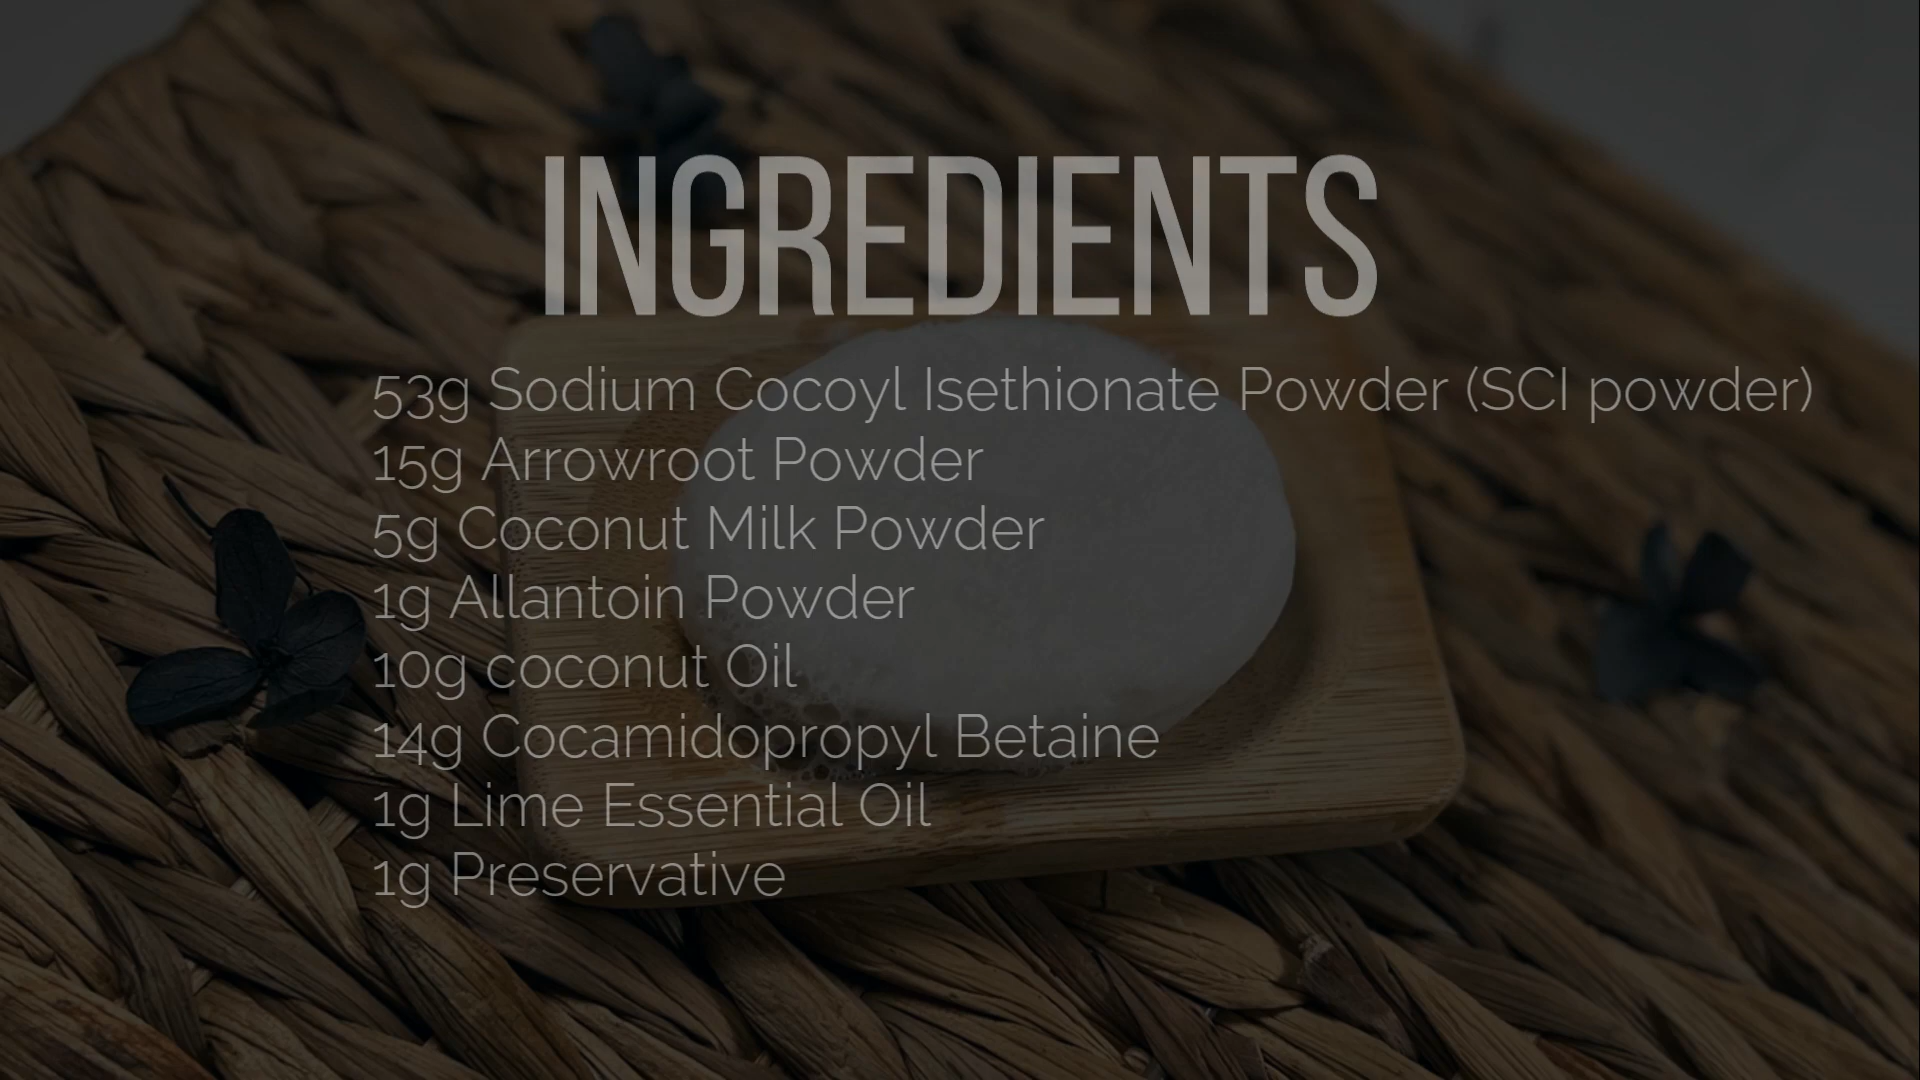 INGREDIENTS
53g Sodium Cocoyl Isethionate Powder (SCI powder)
15g Arrowroot Powder
5g Coconut Milk Powder
1g Allantoin Powder
10g coconut Oil
14g Cocamidopropyl Betaine
1g Lime Essential Oil
1g Preservative